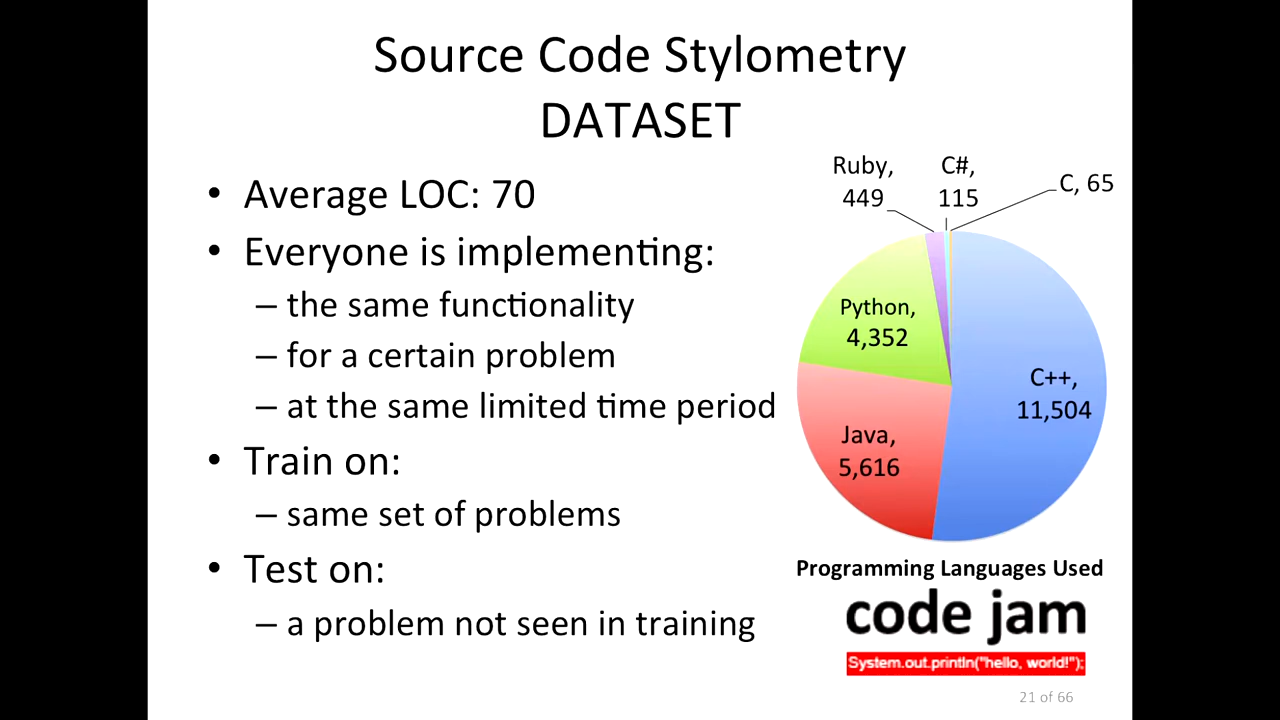 Source Code Stylometry
DATASET
• Average LOC: 70
• Everyone is implementing:
– the same functionality
– for a certain problem
– at the same limited time period
• Train on:
– same set of problems
• Test on:
– a problem not seen in training
Ruby,
449
C#,
115
C, 65
Python,
4,352
C++,
11,504
Java,
5,616
Programming Languages Used
code jam
System.out.println("hello, world!");
21 of 66